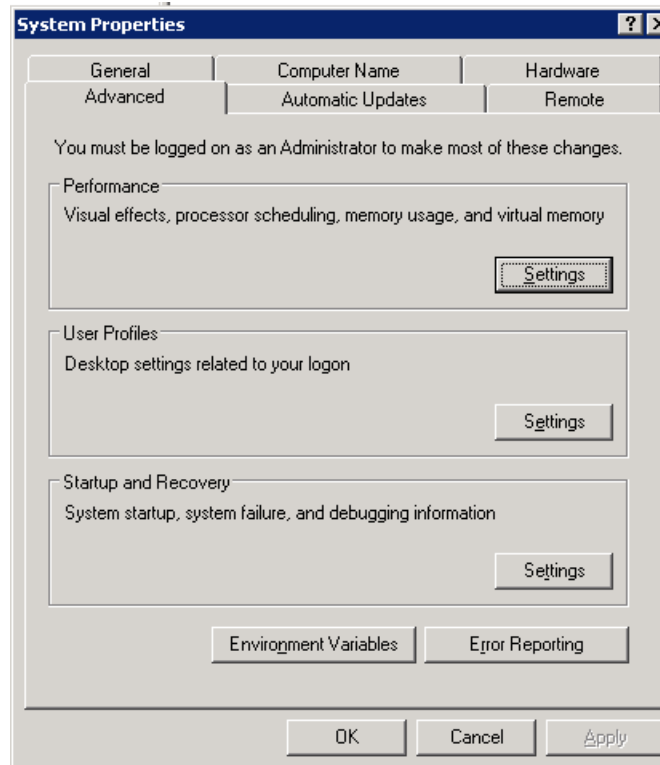 System Properties
General Computer Name Hardware
Advanced Automatic Updates Remote
You must be logged on as an Administrator to make most of these changes.
Performance
Visual effects, processor scheduling, memory usage, and virtual memory
Settings
User Profiles
Desktop settings related to your logon
Settings
Startup and Recovery
System startup, system failure, and debugging information
Settings
Environment Variables Error Reporting
OK Cancel Apply